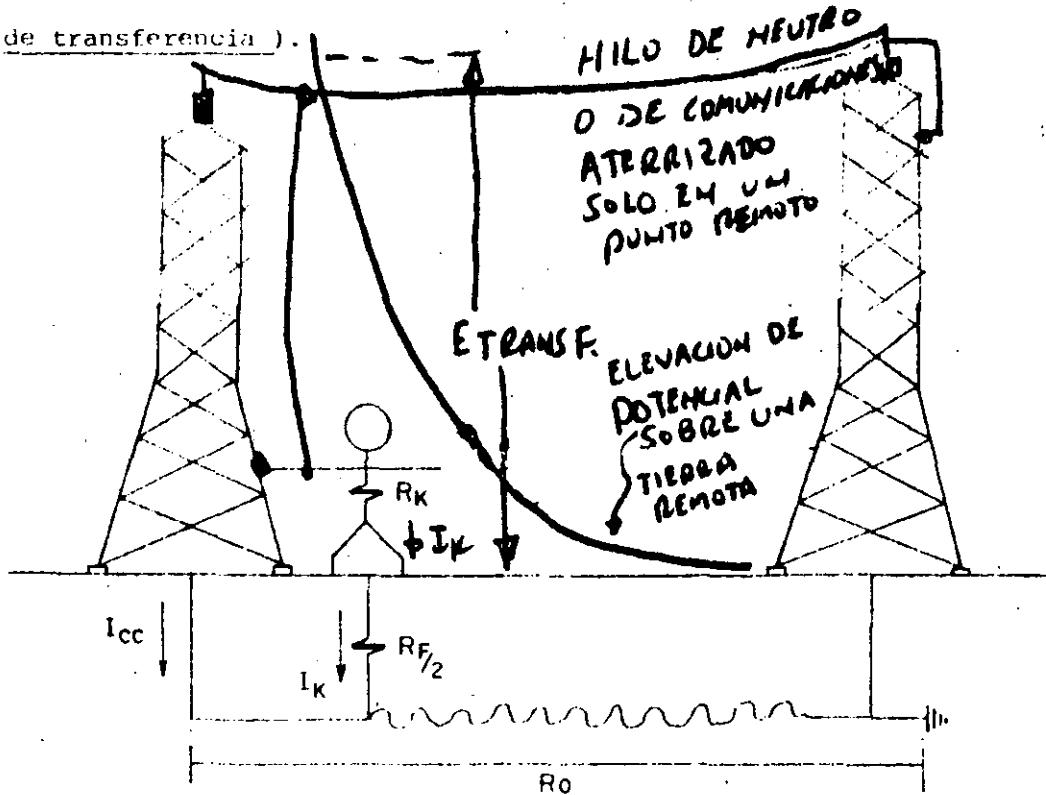 de transferencia ).
HILO DE NEUTRO
O DE COMUNICACIONES
ATERRIZADO
SOLO EN UN
PUNTO REMOTO
E TRANSF.
ELEVACION DE
POTENCIAL
SOBRE UNA
TIERRA
REMOTA
RK
IK
ICC
IK
RF/2
RO